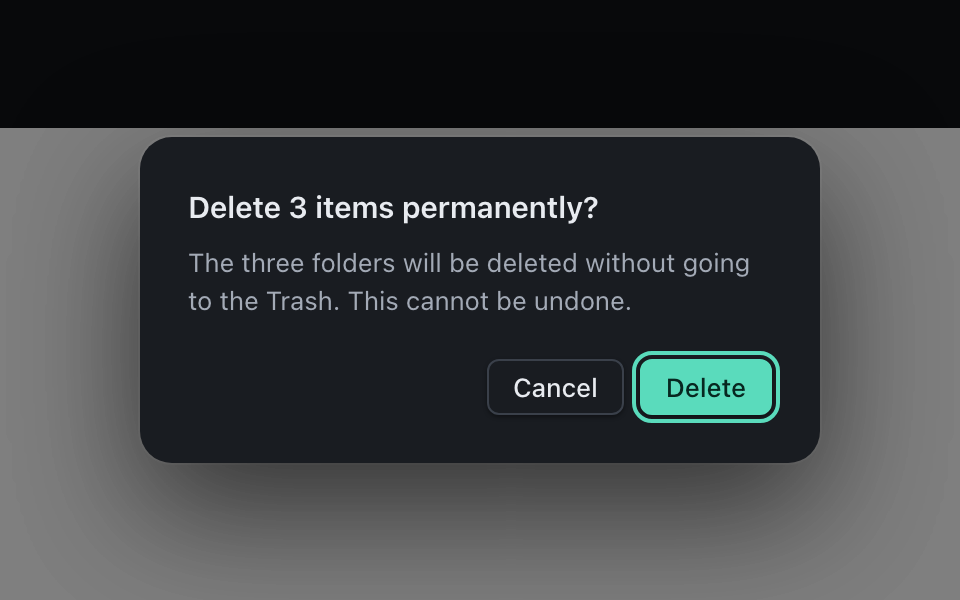 Delete 3 items permanently?
The three folders will be deleted without going
to the Trash. This cannot be undone.
Cancel
Delete